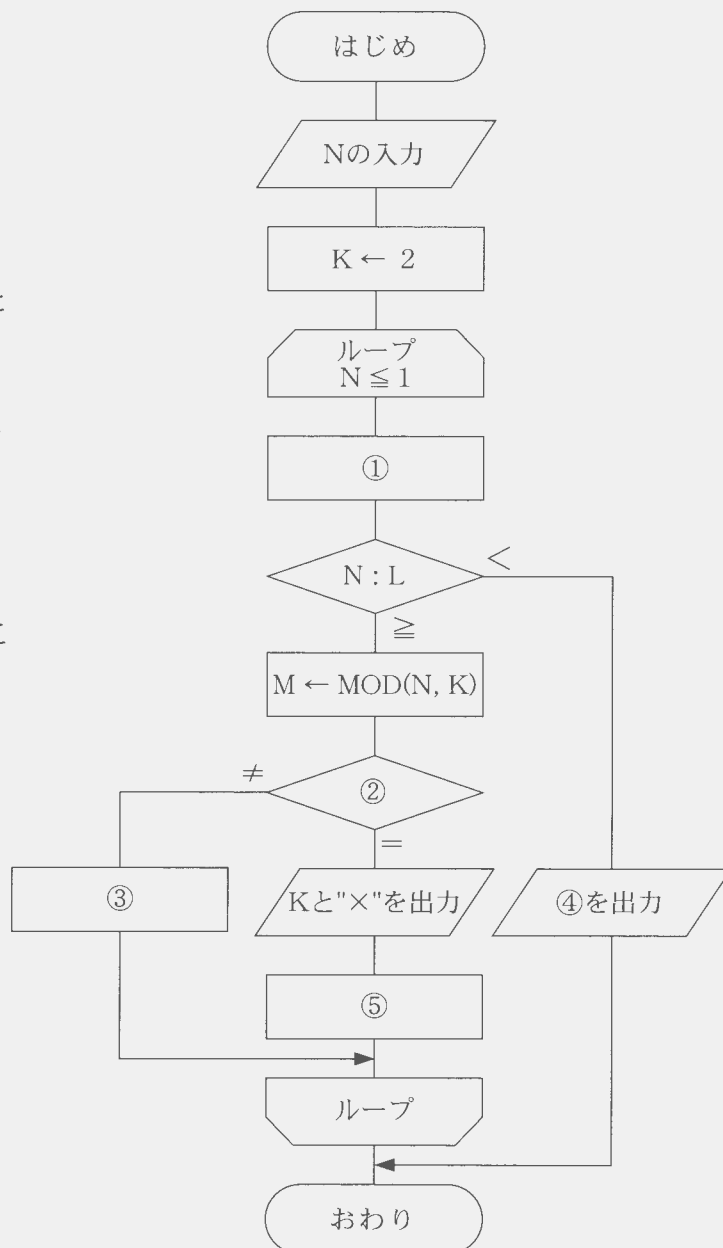 はじめ
Nの入力
K ← 2
ループ
N ≦ 1
①
N : L
<
≧
M ← MOD(N, K)
②
≠
=
③
Kと"×"を出力
④を出力
⑤
ループ
おわり